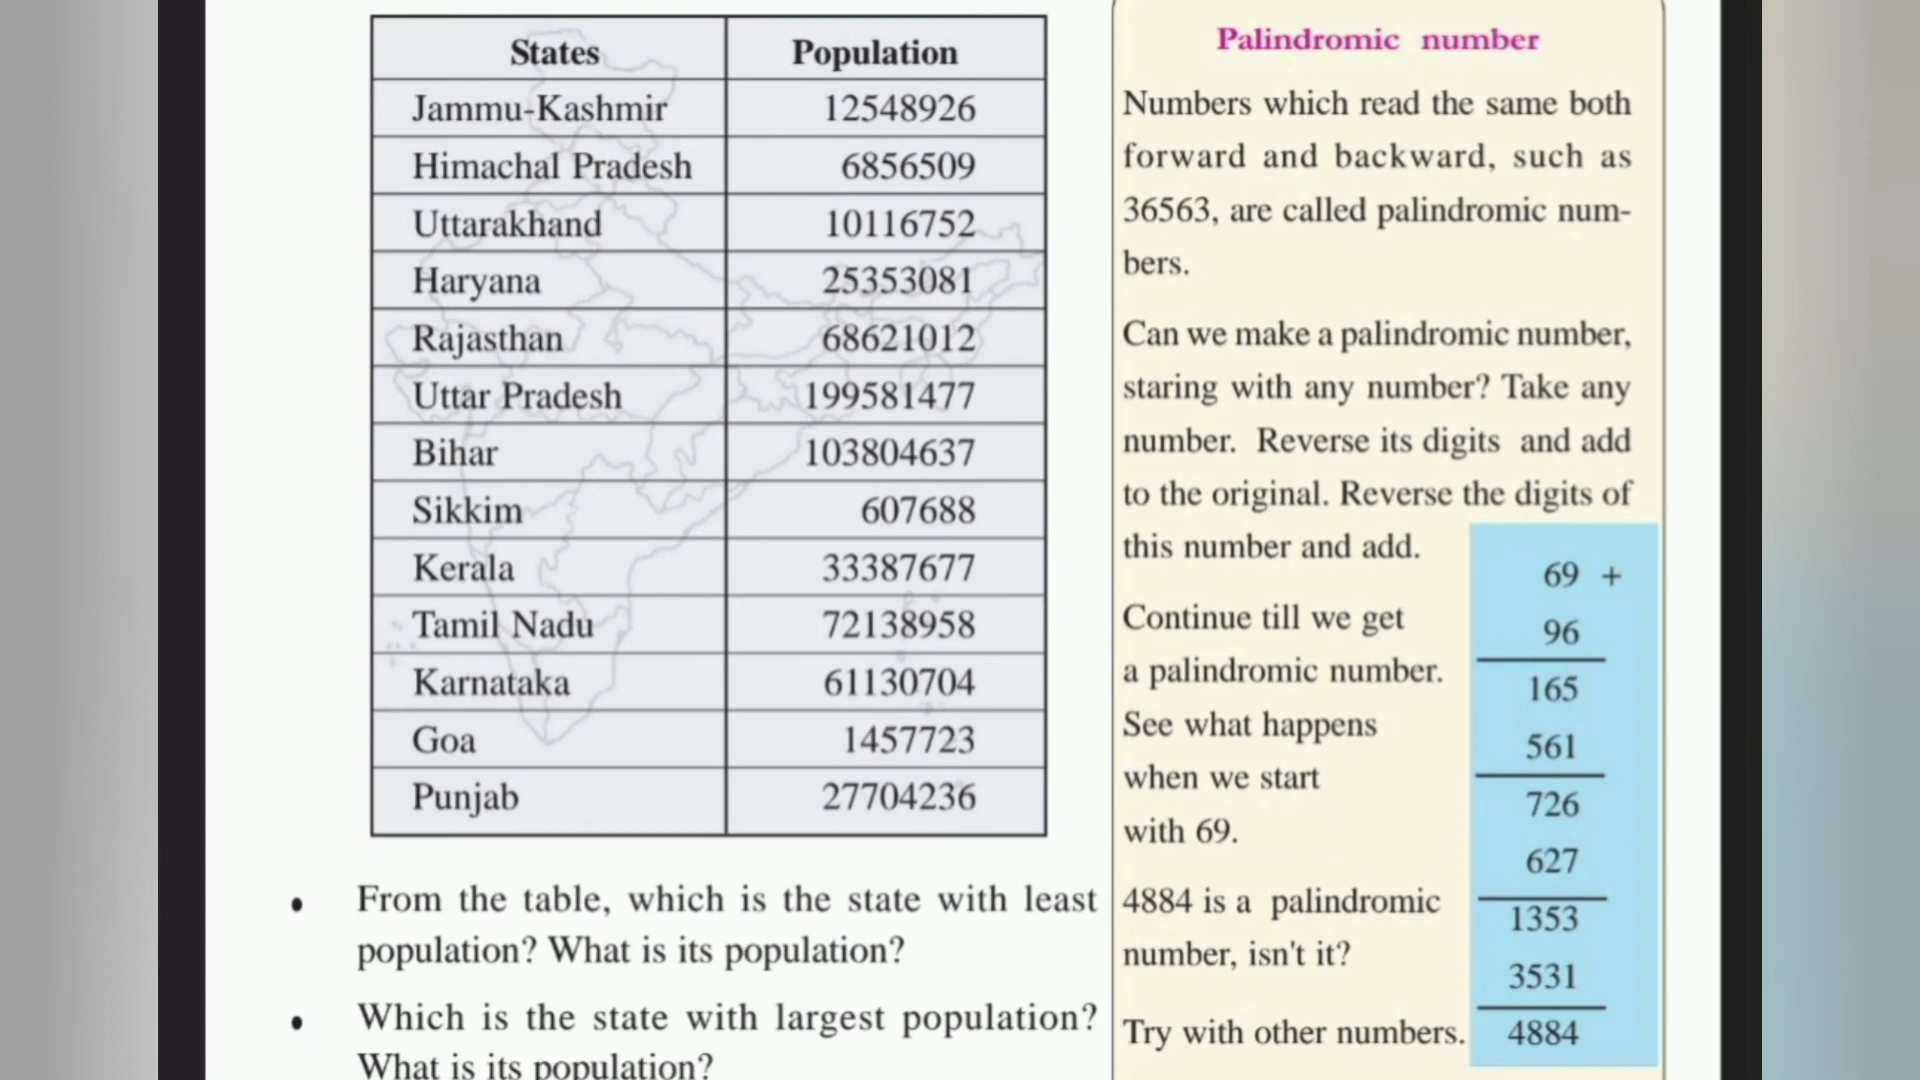 States Population
Jammu-Kashmir 12548926
Himachal Pradesh 6856509
Uttarakhand 10116752
Haryana 25353081
Rajasthan 68621012
Uttar Pradesh 199581477
Bihar 103804637
Sikkim 607688
Kerala 33387677
Tamil Nadu 72138958
Karnataka 61130704
Goa 1457723
Punjab 27704236
• From the table, which is the state with least
population? What is its population?
• Which is the state with largest population?
What is its population?
Palindromic number
Numbers which read the same both
forward and backward, such as
36563, are called palindromic num-
bers.
Can we make a palindromic number,
staring with any number? Take any
number. Reverse its digits and add
to the original. Reverse the digits of
this number and add.
Continue till we get
a palindromic number.
See what happens
when we start
with 69.
4884 is a palindromic
number, isn't it?
Try with other numbers.
69 +
96
165
561
726
627
1353
3531
4884